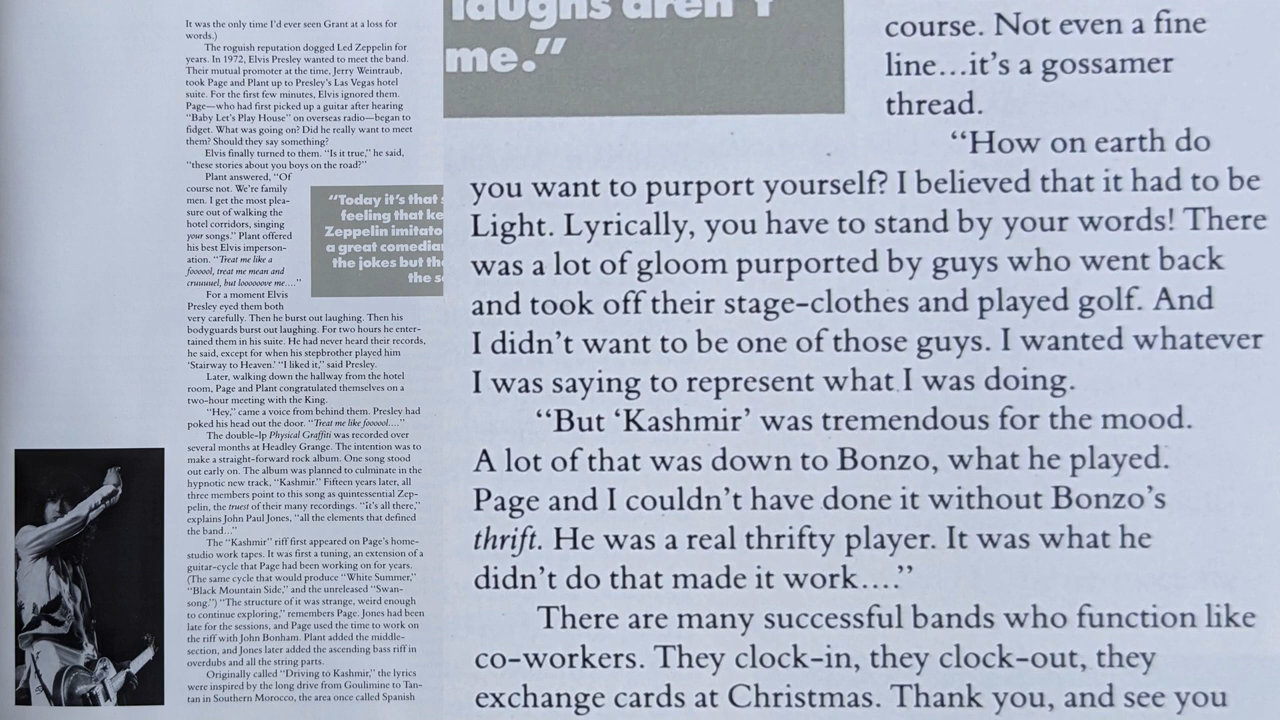 It was the only time I'd ever seen Grant at a loss for
words.)
The roguish reputation dogged Led Zeppelin for
years. In 1972, Elvis Presley wanted to meet the band.
Their mutual promoter at the time, Jerry Weintraub,
took Page and Plant up to Presley's Las Vegas hotel
suite. For the first few minutes, Elvis ignored them.
Page—who had first picked up a guitar after hearing
"Baby Let's Play House" on overseas radio—began to
fidget. What was going on? Did he really want to meet
them? Should they say something?
Elvis finally turned to them. "Is it true," he said,
"these stories about you boys on the road?"
Plant answered, "Of
course not. We're family
men. I get the most plea-
sure out of walking the
hotel corridors, singing
your songs." Plant offered
his best Elvis imperson-
ation. "Treat me like a
fooool, treat me mean and
cruuuuel, but looooove me...."
For a moment Elvis
Presley eyed them both
very carefully. Then he burst out laughing. Then his
bodyguards burst out laughing. For two hours he enter-
tained them in his suite. He had never heard their records,
he said, except for when his stepbrother played him
'Stairway to Heaven.' "I liked it," said Presley.
Later, walking down the hallway from the hotel
room, Page and Plant congratulated themselves on a
two-hour meeting with the King.
"Hey," came a voice from behind them. Presley had
poked his head out the door. "Treat me like fooool...."
The double-lp Physical Graffiti was recorded over
several months at Headley Grange. The intention was to
make a straight-forward rock album. One song stood
out early on. The album was planned to culminate in the
hypnotic new track, "Kashmir." Fifteen years later, all
three members point to this song as quintessential Zep-
pelin, the truest of their many recordings. "it's all there,"
explains John Paul Jones, "all the elements that defined
the band..."
The "Kashmir" riff first appeared on Page's home-
studio work tapes. It was first a tuning, an extension of a
guitar-cycle that Page had been working on for years.
(The same cycle that would produce "White Summer,"
"Black Mountain Side," and the unreleased "Swan-
song.") "The structure of it was strange, weird enough
to continue exploring," remembers Page. Jones had been
late for the sessions, and Page used the time to work on
the riff with John Bonham. Plant added the middle-
section, and Jones later added the ascending bass riff in
overdubs and all the string parts.
Originally called "Driving to Kashmir," the lyrics
were inspired by the long drive from Goulimine to Tan-
tan in Southern Morocco, the area once called Spanish
"Today it's that
feeling that ke
Zeppelin imitato
a great comedia
the jokes but th
the s
laughs aren't
me."
course. Not even a fine
line...it's a gossamer
thread.
"How on earth do
you want to purport yourself? I believed that it had to be
Light. Lyrically, you have to stand by your words! There
was a lot of gloom purported by guys who went back
and took off their stage-clothes and played golf. And
I didn't want to be one of those guys. I wanted whatever
I was saying to represent what I was doing.
"But 'Kashmir' was tremendous for the mood.
A lot of that was down to Bonzo, what he played.
Page and I couldn't have done it without Bonzo's
thrift. He was a real thrifty player. It was what he
didn't do that made it work...."
There are many successful bands who function like
co-workers. They clock-in, they clock-out, they
exchange cards at Christmas. Thank you, and see you